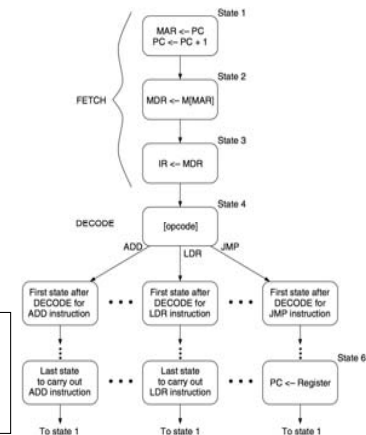 State 1
MAR <– PC
PC <– PC + 1
State 2
FETCH
MDR <– M[MAR]
State 3
IR <– MDR
State 4
DECODE
[opcode]
ADD
LDR
JMP
First state after
DECODE for
ADD instruction
• • •
First state after
DECODE for
LDR instruction
• • •
First state after
DECODE for
JMP instruction
State 6
Last state
to carry out
ADD instruction
• • •
Last state
to carry out
LDR instruction
• • •
PC <– Register
To state 1
To state 1
To state 1